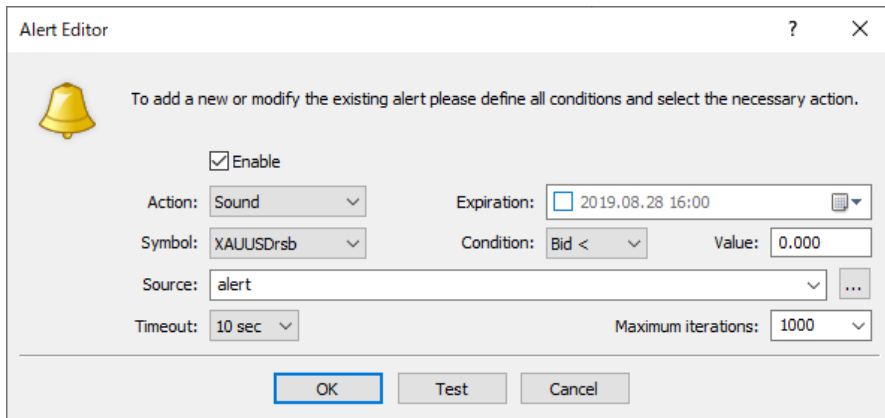 Alert Editor
?
To add a new or modify the existing alert please define all conditions and select the necessary action.
Enable
Action: Sound Expiration: 2019.08.28 16:00
Symbol: XAUUSDrsb Condition: Bid < Value: 0.000
Source: alert ...
Timeout: 10 sec Maximum iterations: 1000
OK Test Cancel